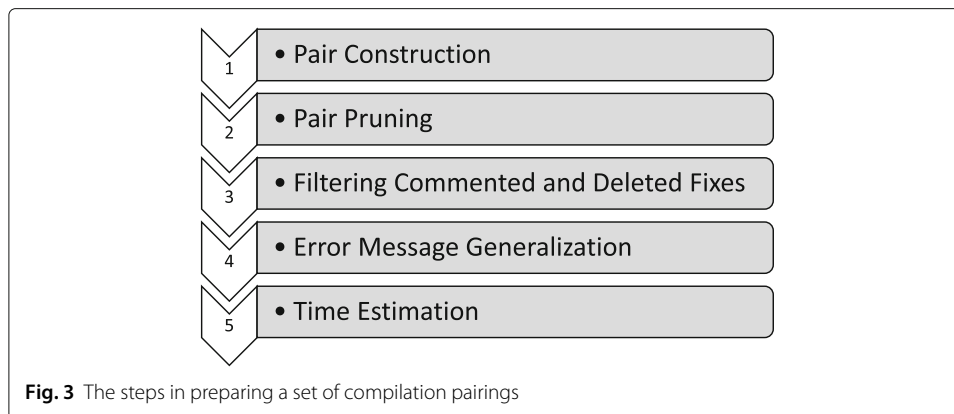 1 • Pair Construction
2 • Pair Pruning
3 • Filtering Commented and Deleted Fixes
4 • Error Message Generalization
5 • Time Estimation
Fig. 3 The steps in preparing a set of compilation pairings